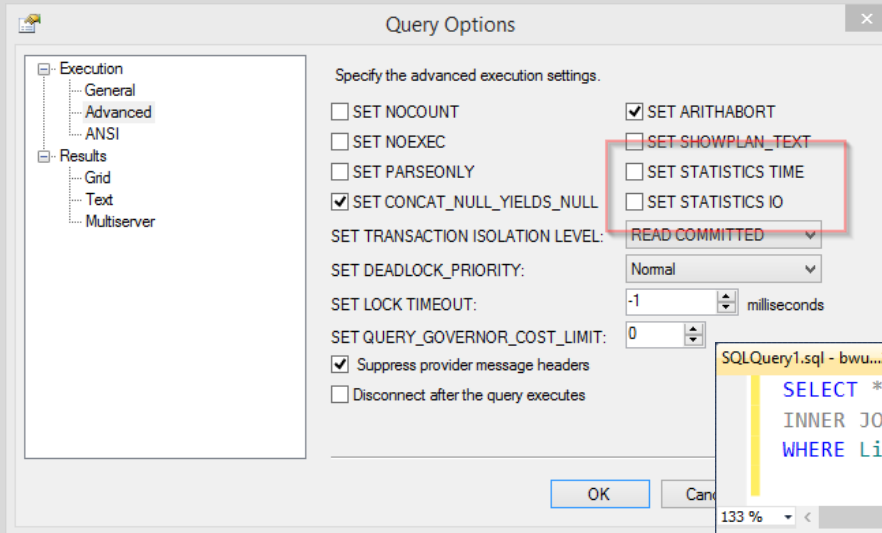 Query Options
Execution
General
Advanced
ANSI
Results
Grid
Text
Multiserver
Specify the advanced execution settings.
SET NOCOUNT
SET ARITHABORT
SET NOEXEC
SET SHOWPLAN_TEXT
SET PARSEONLY
SET STATISTICS TIME
SET CONCAT_NULL_YIELDS_NULL
SET STATISTICS IO
SET TRANSACTION ISOLATION LEVEL: READ COMMITTED
SET DEADLOCK_PRIORITY: Normal
SET LOCK TIMEOUT: -1 milliseconds
SET QUERY_GOVERNOR_COST_LIMIT: 0
Suppress provider message headers
Disconnect after the query executes
OK
Canc
SQLQuery1.sql - bwu...
SELECT *
INNER JO
WHERE Li
133 %